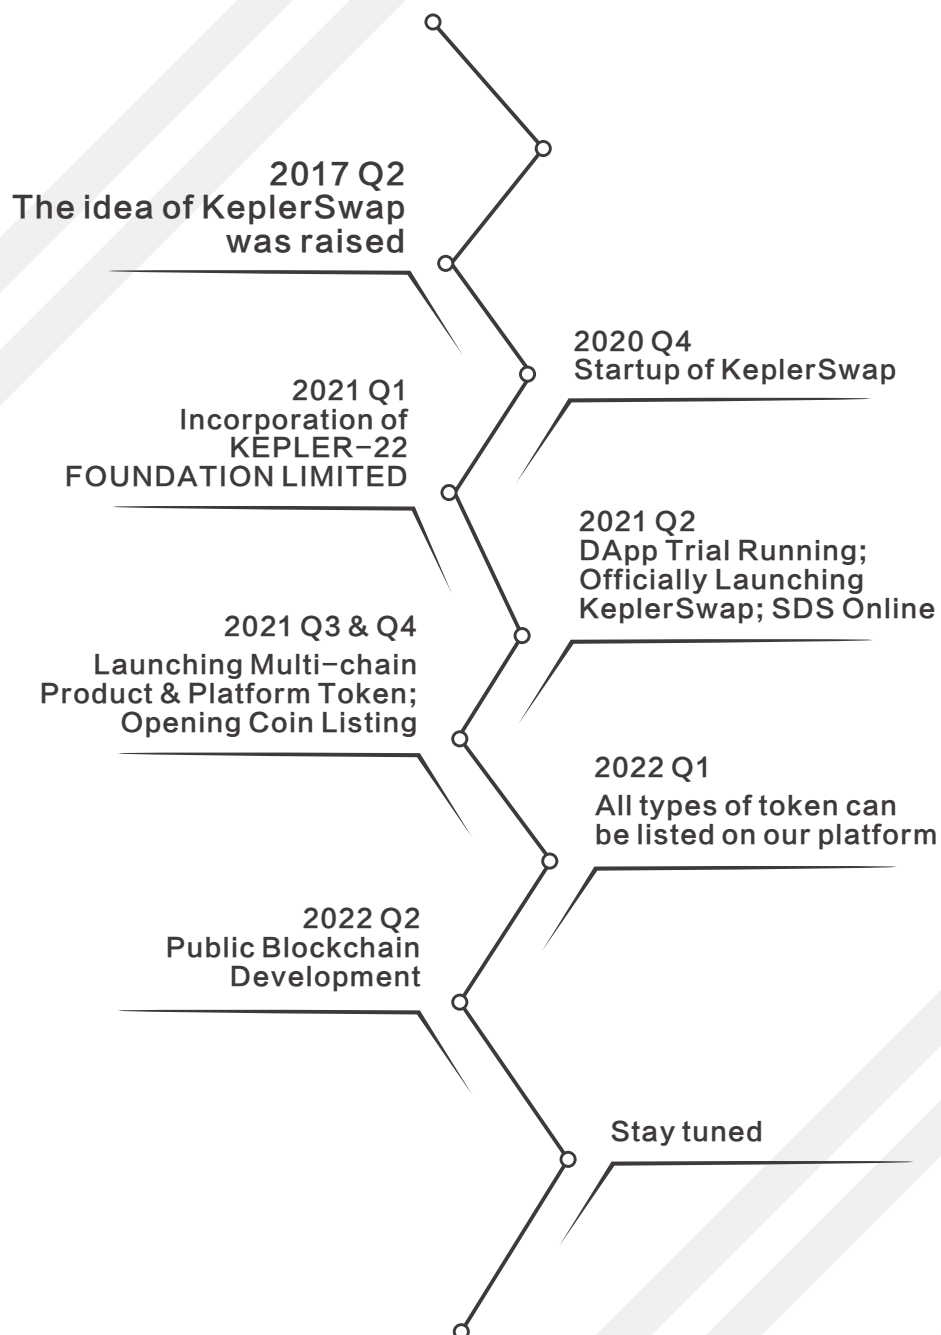 2017 Q2
The idea of KeplerSwap
was raised
2020 Q4
Startup of KeplerSwap
2021 Q1
Incorporation of
KEPLER-22
FOUNDATION LIMITED
2021 Q2
DApp Trial Running;
Officially Launching
KeplerSwap; SDS Online
2021 Q3 & Q4
Launching Multi-chain
Product & Platform Token;
Opening Coin Listing
2022 Q1
All types of token can
be listed on our platform
2022 Q2
Public Blockchain
Development
Stay tuned